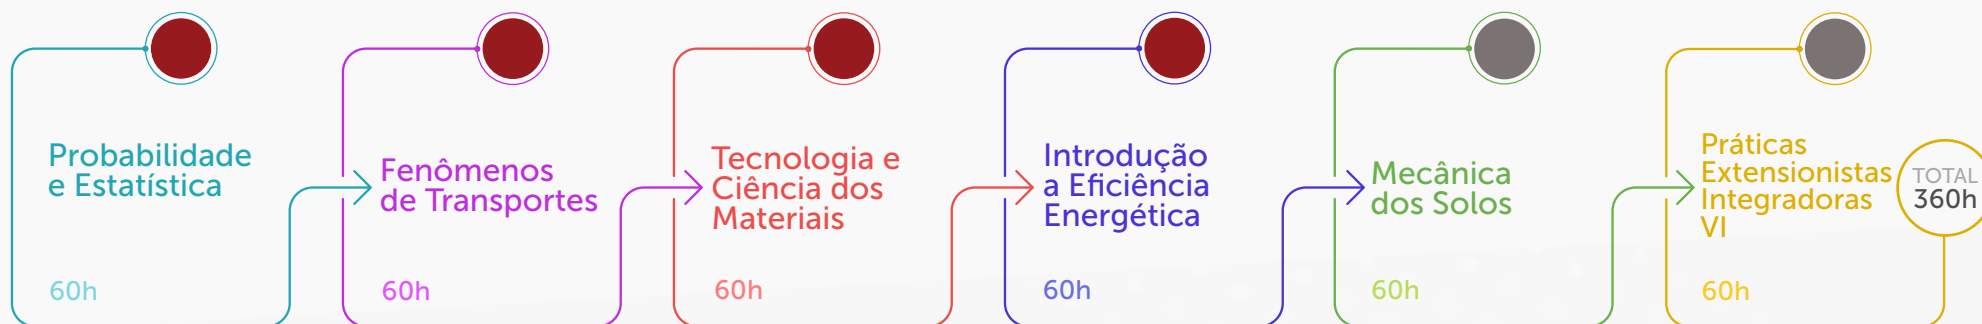 Probabilidade
e Estatística
60h
Fenômenos
de Transportes
60h
Tecnologia e
Ciência dos
Materiais
60h
Introdução
a Eficiência
Energética
60h
Mecânica
dos Solos
60h
Práticas
Extensionistas
Integradoras
VI
60h
TOTAL
360h